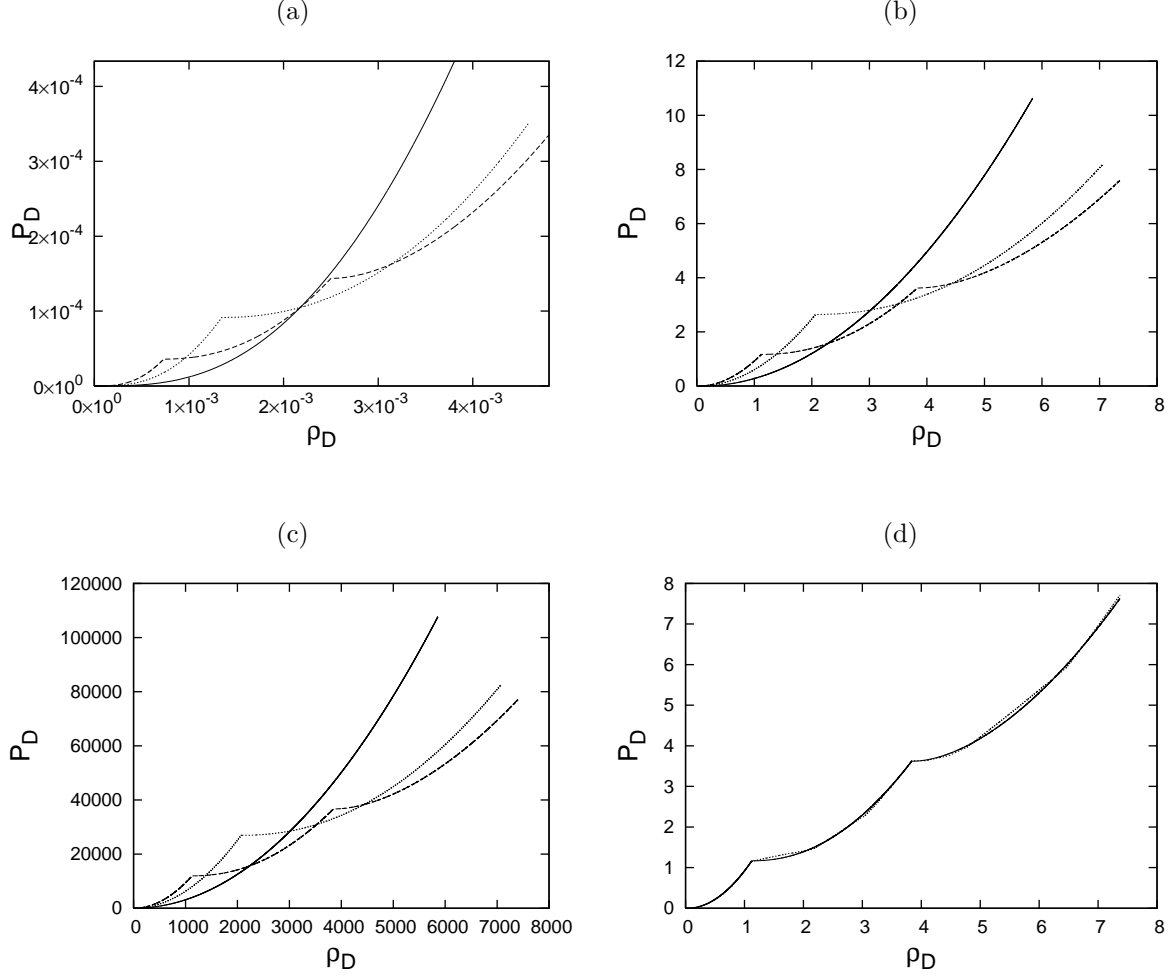 (a)
4×10⁻⁴
3×10⁻⁴
2×10⁻⁴
1×10⁻⁴
0×10⁰
P_D
0×10⁰ 1×10⁻³ 2×10⁻³ 3×10⁻³ 4×10⁻³
ρ_D
(b)
12
10
8
6
4
2
0
P_D
0 1 2 3 4 5 6 7 8
ρ_D
(c)
120000
100000
80000
60000
40000
20000
0
P_D
0 1000 2000 3000 4000 5000 6000 7000 8000
ρ_D
(d)
8
7
6
5
4
3
2
1
0
P_D
0 1 2 3 4 5 6 7 8
ρ_D